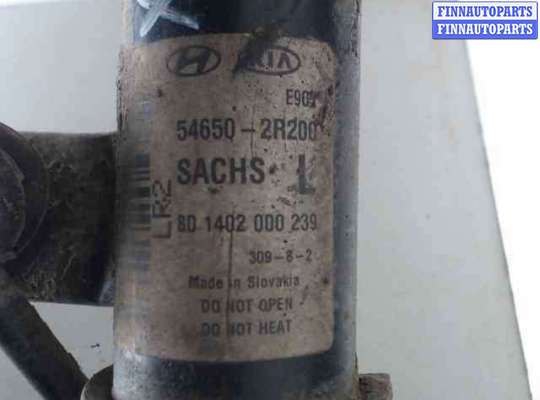 FINNAUTOPARTS
FINNAUTOPARTS
KIA
54650-2R200
SACHS L
LR2
80 1402 000 239
309-8-2
Made in Slovakia
DO NOT OPEN
DO NOT HEAT